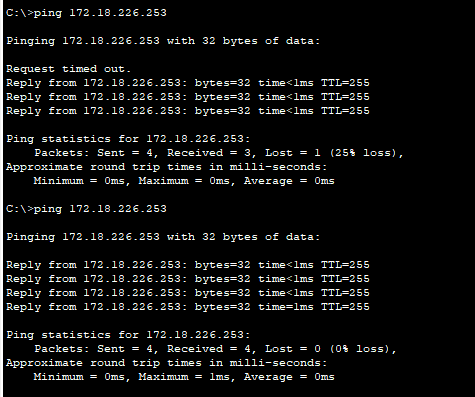 C:\>ping 172.18.226.253
Pinging 172.18.226.253 with 32 bytes of data:
Request timed out.
Reply from 172.18.226.253: bytes=32 time<1ms TTL=255
Reply from 172.18.226.253: bytes=32 time<1ms TTL=255
Reply from 172.18.226.253: bytes=32 time<1ms TTL=255
Ping statistics for 172.18.226.253:
    Packets: Sent = 4, Received = 3, Lost = 1 (25% loss),
Approximate round trip times in milli-seconds:
    Minimum = 0ms, Maximum = 0ms, Average = 0ms
C:\>ping 172.18.226.253
Pinging 172.18.226.253 with 32 bytes of data:
Reply from 172.18.226.253: bytes=32 time<1ms TTL=255
Reply from 172.18.226.253: bytes=32 time<1ms TTL=255
Reply from 172.18.226.253: bytes=32 time<1ms TTL=255
Reply from 172.18.226.253: bytes=32 time=1ms TTL=255
Ping statistics for 172.18.226.253:
    Packets: Sent = 4, Received = 4, Lost = 0 (0% loss),
Approximate round trip times in milli-seconds:
    Minimum = 0ms, Maximum = 1ms, Average = 0ms